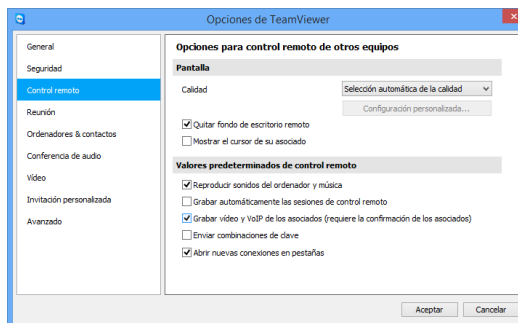 Opciones de TeamViewer
General
Seguridad
Control remoto
Reunión
Ordenadores & contactos
Conferencia de audio
Vídeo
Invitación personalizada
Avanzado
Opciones para control remoto de otros equipos
Pantalla
Calidad
Selección automática de la calidad
Configuración personalizada...
Quitar fondo de escritorio remoto
Mostrar el cursor de su asociado
Valores predeterminados de control remoto
Reproducir sonidos del ordenador y música
Grabar automáticamente las sesiones de control remoto
Grabar vídeo y VoIP de los asociados (requiere la confirmación de los asociados)
Enviar combinaciones de clave
Abrir nuevas conexiones en pestañas
Aceptar
Cancelar